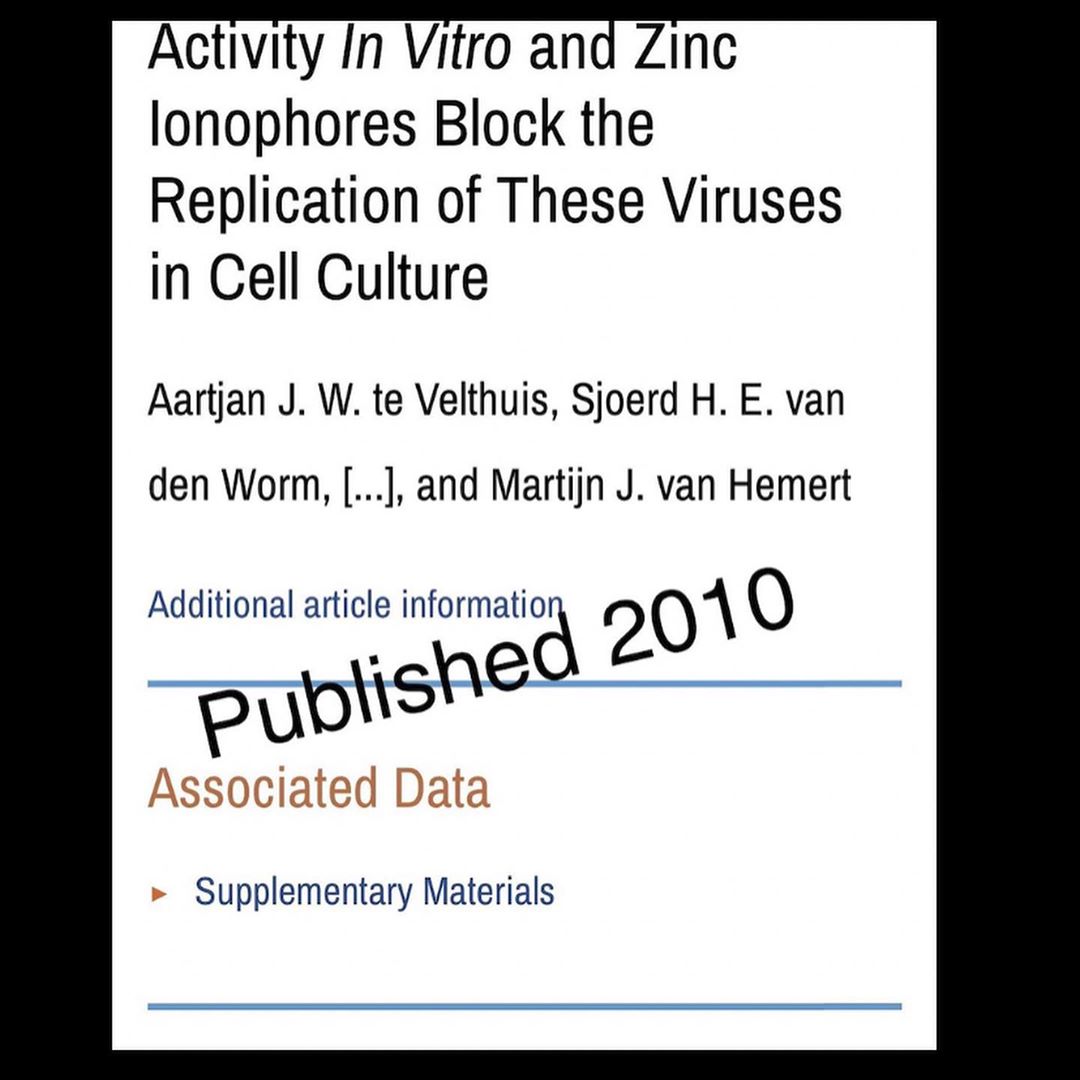 Activity In Vitro and Zinc
Ionophores Block the
Replication of These Viruses
in Cell Culture
Aartjan J. W. te Velthuis, Sjoerd H. E. van
den Worm, [...], and Martijn J. van Hemert
Additional article information
Published 2010
Associated Data
► Supplementary Materials